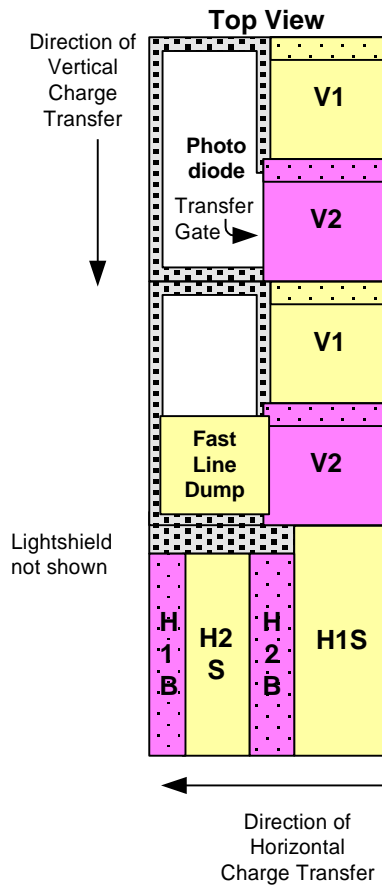 Top View
Direction of
Vertical
Charge
Transfer
V1
Photo
diode
Transfer
Gate
V2
V1
Fast
Line
Dump
V2
Lightshield
not shown
H
1
B
H2
S
H
2
B
H1S
Direction of
Horizontal
Charge Transfer